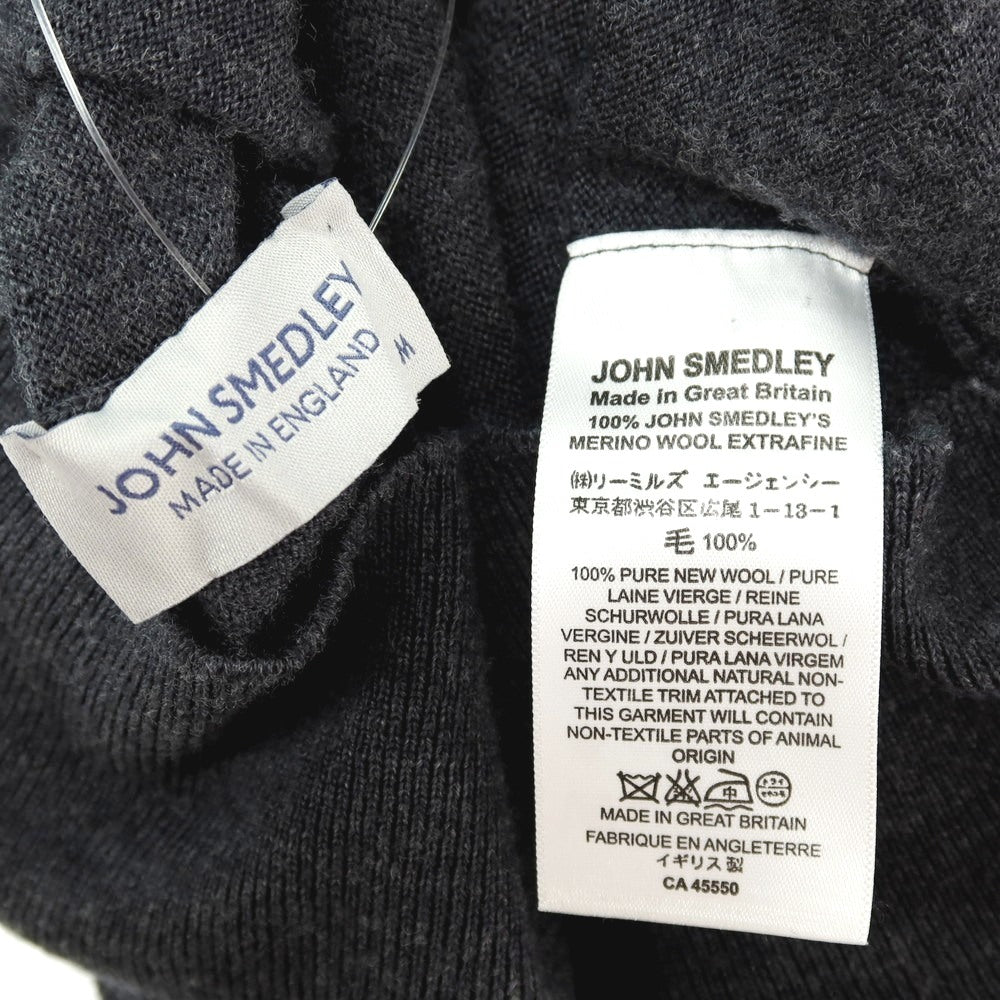 JOHN SMEDLEY
MADE IN ENGLAND
M
JOHN SMEDLEY
Made in Great Britain
100% JOHN SMEDLEY'S
MERINO WOOL EXTRAFINE
㈱リーミルズ エージェンシー
東京都渋谷区広尾 1-13-1
毛 100%
100% PURE NEW WOOL / PURE
LAINE VIERGE / REINE
SCHURWOLLE / PURA LANA
VERGINE / ZUIVER SCHEERWOL /
REN Y ULD / PURA LANA VIRGEM
ANY ADDITIONAL NATURAL NON-
TEXTILE TRIM ATTACHED TO
THIS GARMENT WILL CONTAIN
NON-TEXTILE PARTS OF ANIMAL
ORIGIN
中 ドライ
MADE IN GREAT BRITAIN
FABRIQUE EN ANGLETERRE
イギリス 製
CA 45550